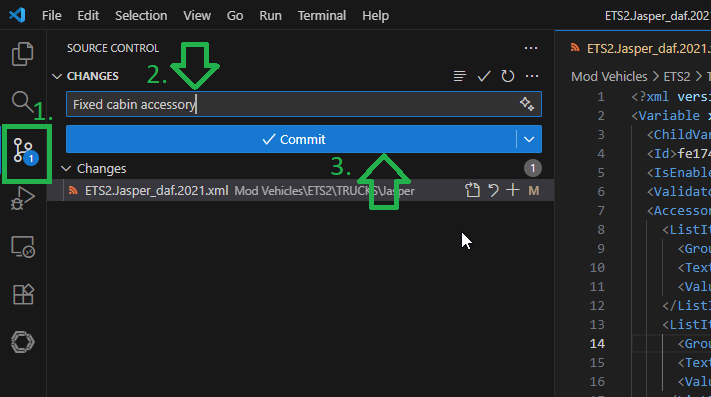 File Edit Selection View Go Run Terminal Help ETS2.Jasper_daf.2021
SOURCE CONTROL
ETS2.Jasper_daf.2021.
CHANGES
2.
Mod Vehicles > ETS2 > T
Fixed cabin accessory
1.
Commit
3.
Changes 1
1
ETS2.Jasper_daf.2021.xml Mod Vehicles\ETS2\TRUCKS\Jasper M
1 <?xml versi
2 <Variable x
3 <ChildVar
4 <Id>fe174
5 <IsEnable
6 <Validato
7 <Accessor
8 <ListIt
9 <Grou
10 <Text
11 <Valu
12 </ListI
13 <ListIt
14 <Grou
15 <Text
16 <Valu
17